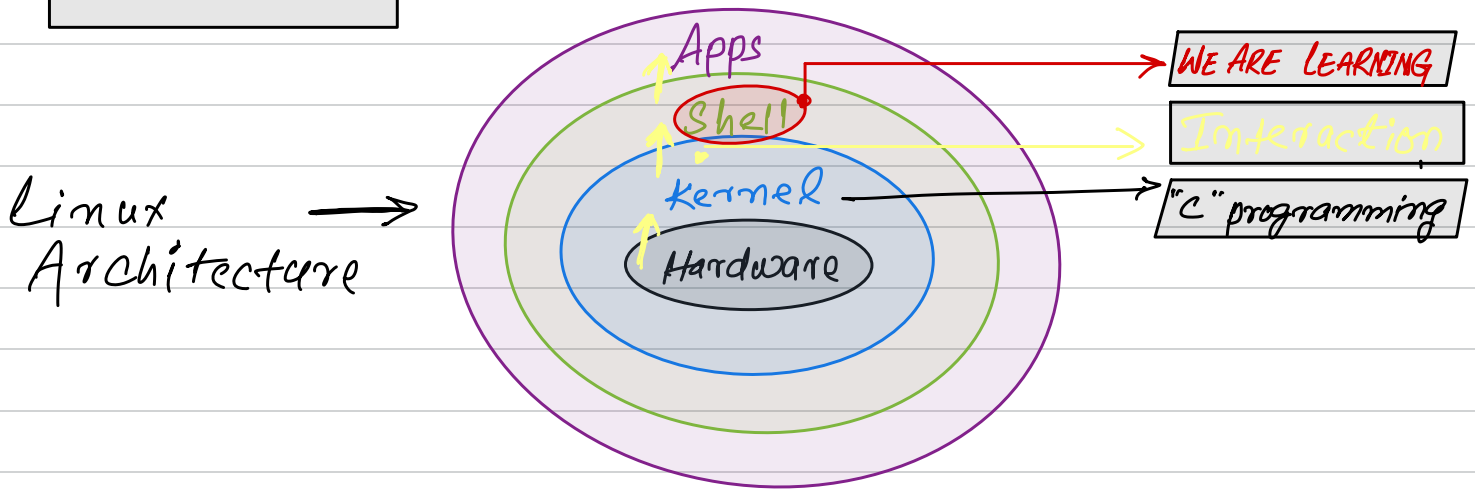 Apps
WE ARE LEARNING
Shell
Interaction
Kernel
"C" programming
Linux
Architecture
Hardware